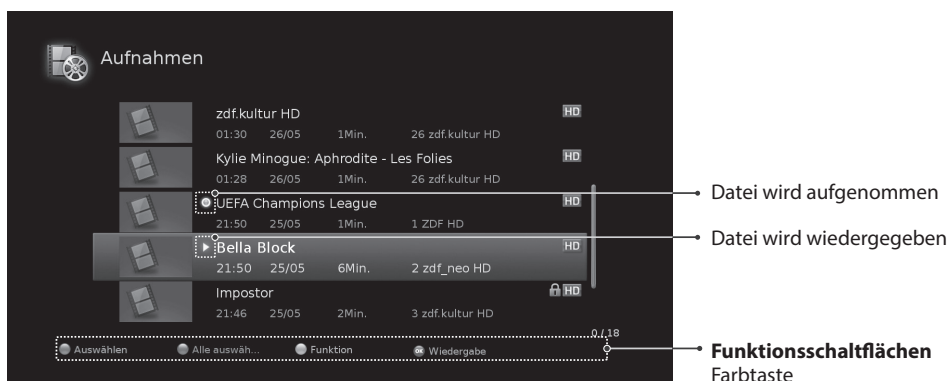 Aufnahmen
zdf.kultur HD HD
01:30 26/05 1Min. 26 zdf.kultur HD
Kylie Minogue: Aphrodite - Les Folies HD
01:28 26/05 1Min. 26 zdf.kultur HD
UEFA Champions League HD
21:50 25/05 1Min. 1 ZDF HD
Bella Block HD
21:50 25/05 6Min. 2 zdf_neo HD
Impostor HD
21:46 25/05 2Min. 3 zdf.kultur HD
0/18
Auswählen Alle auswäh... Funktion OK Wiedergabe
Datei wird aufgenommen
Datei wird wiedergegeben
Funktionsschaltflächen
Farbtaste